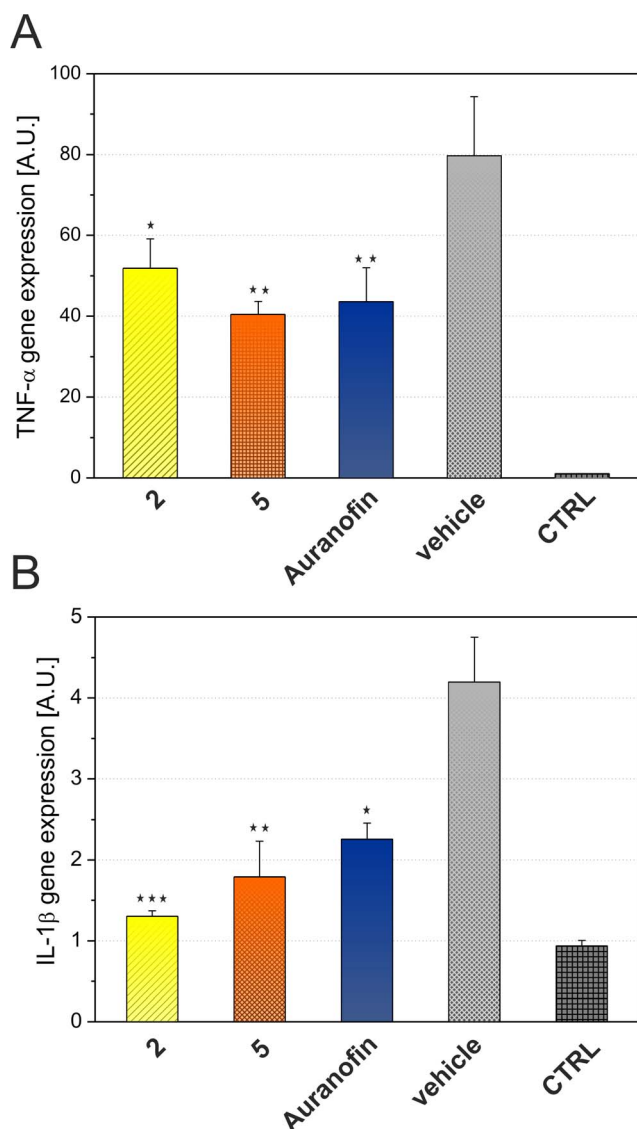 A
TNF-α gene expression [A.U.]
100
80
60
40
20
0
★
★ ★
★ ★
2
5
Auranofin
vehicle
CTRL
B
IL-1β gene expression [A.U.]
5
4
3
2
1
0
★★★
★★
★
2
5
Auranofin
vehicle
CTRL